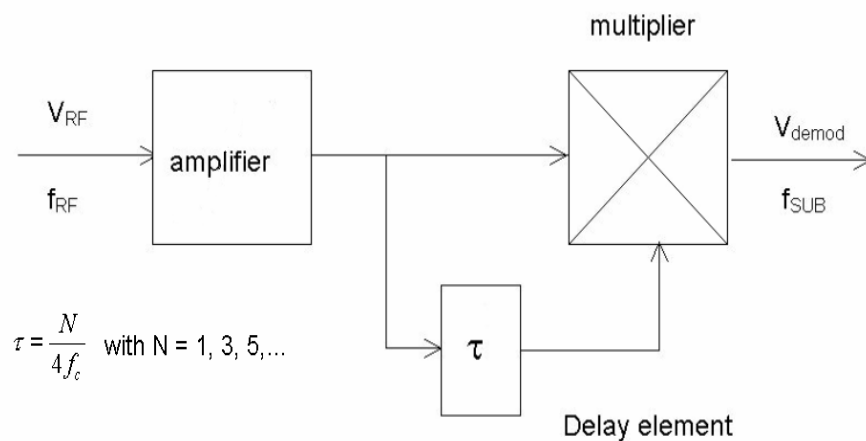 multiplier
V_RF
amplifier
V_demod
f_RF
f_SUB
τ = N/4f_c with N = 1, 3, 5,...
τ
Delay element